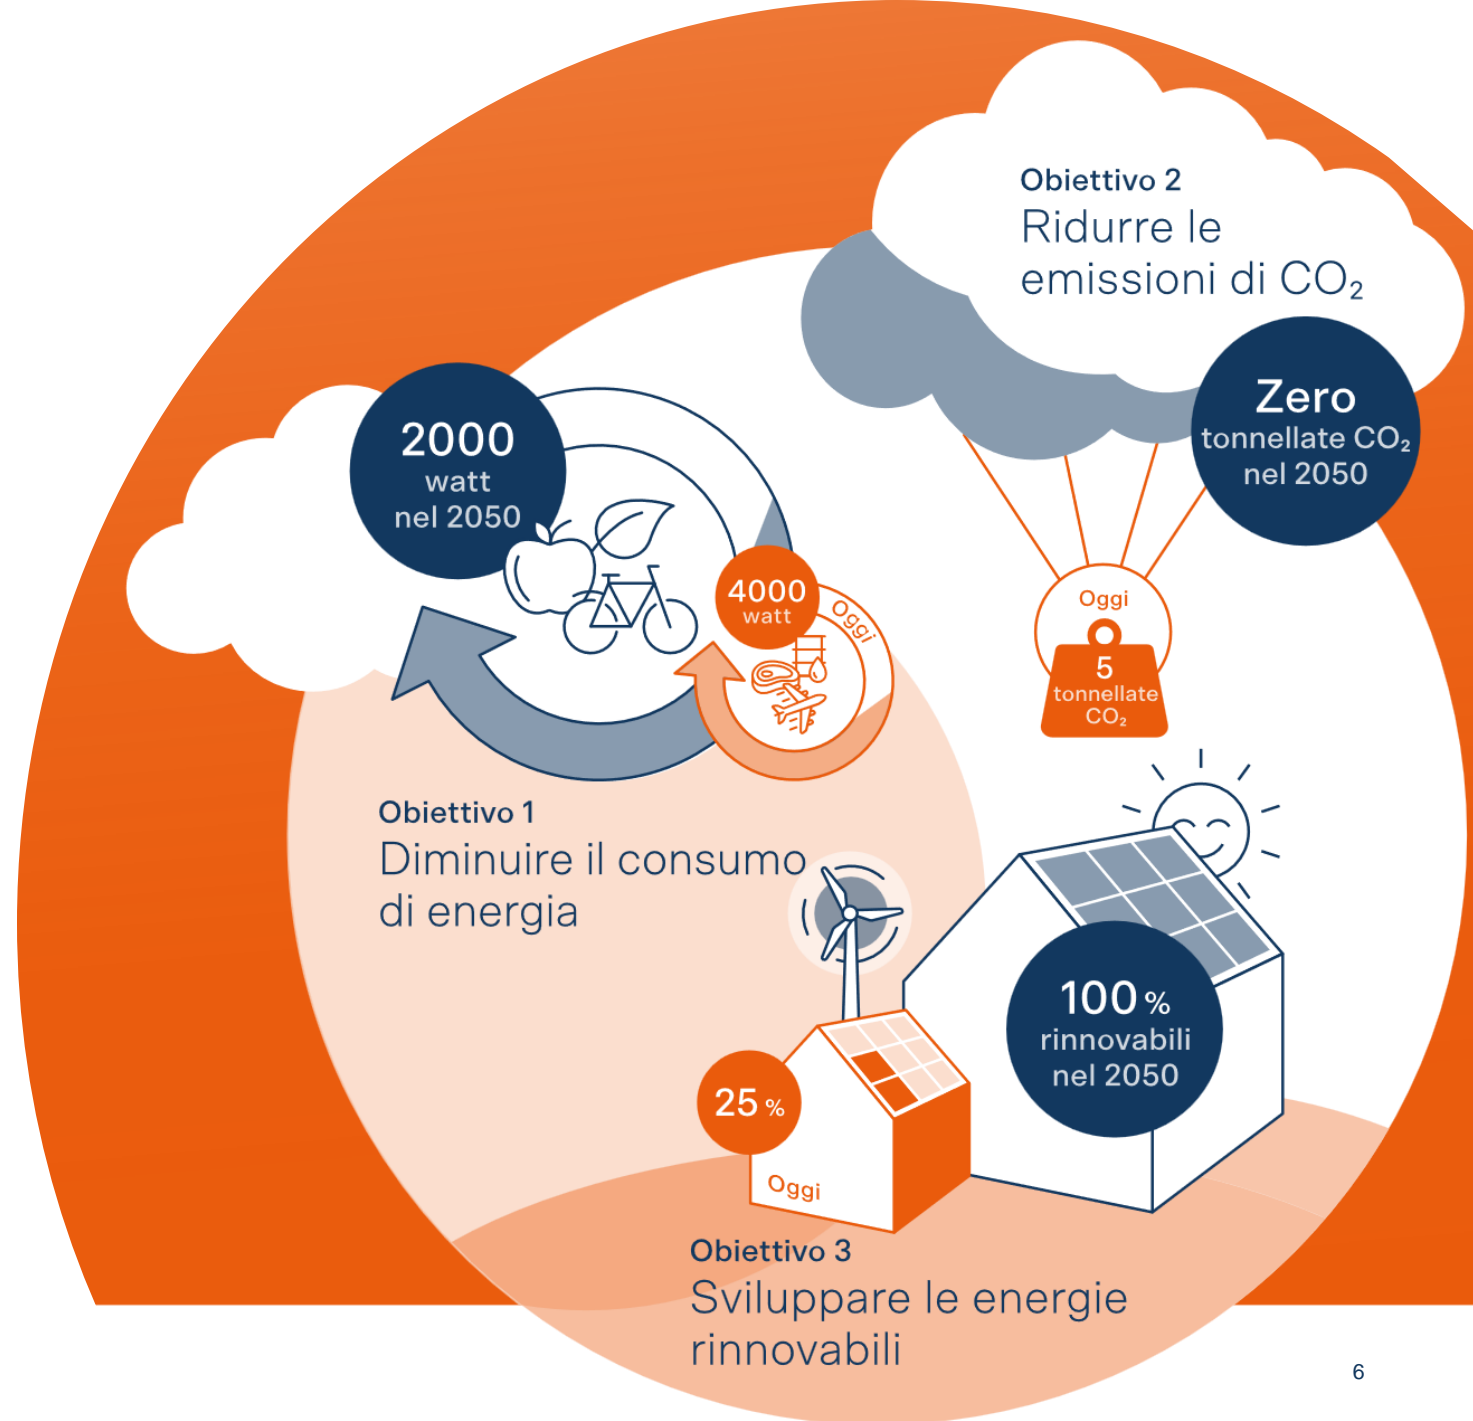 Obiettivo 2
Ridurre le
emissioni di CO₂
Zero
tonnellate CO₂
nel 2050
Oggi
5
tonnellate
CO₂
2000
watt
nel 2050
4000
watt
Oggi
Obiettivo 1
Diminuire il consumo
di energia
100 %
rinnovabili
nel 2050
25 %
Oggi
Obiettivo 3
Sviluppare le energie
rinnovabili
6